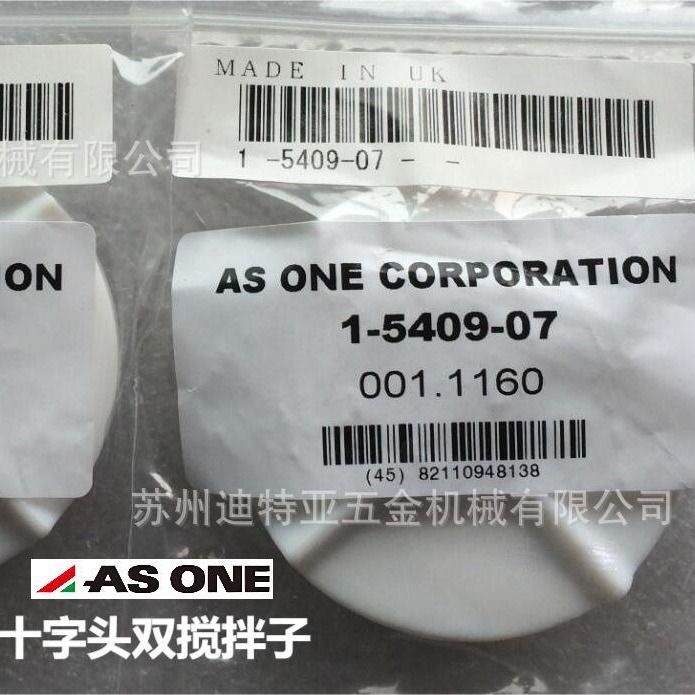 MADE IN UK
1 -5409-07 - -
械有限公司
ION
AS ONE CORPORATION
1-5409-07
001.1160
(45) 82110948138
苏州迪特亚五金机械有限公司
AS ONE
十字头双搅拌子